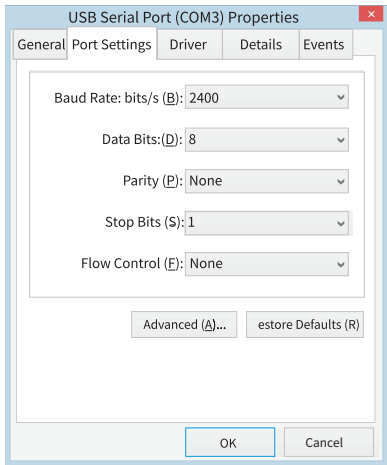 USB Serial Port (COM3) Properties
General Port Settings Driver Details Events
Baud Rate: bits/s (B): 2400
Data Bits:(D): 8
Parity (P): None
Stop Bits (S): 1
Flow Control (F): None
Advanced (A)... estore Defaults (R)
OK Cancel